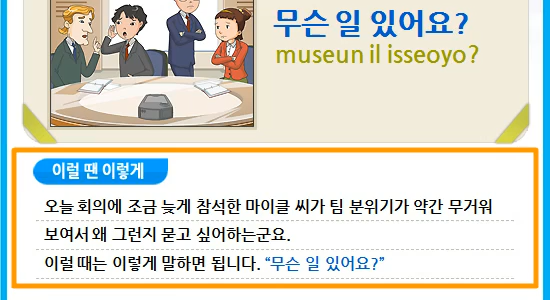 무슨 일 있어요?
museun il isseoyo?
이럴 땐 이렇게
오늘 회의에 조금 늦게 참석한 마이클 씨가 팀 분위기가 약간 무거워
보여서 왜 그런지 묻고 싶어하는군요.
이럴 때는 이렇게 말하면 됩니다. “무슨 일 있어요?”